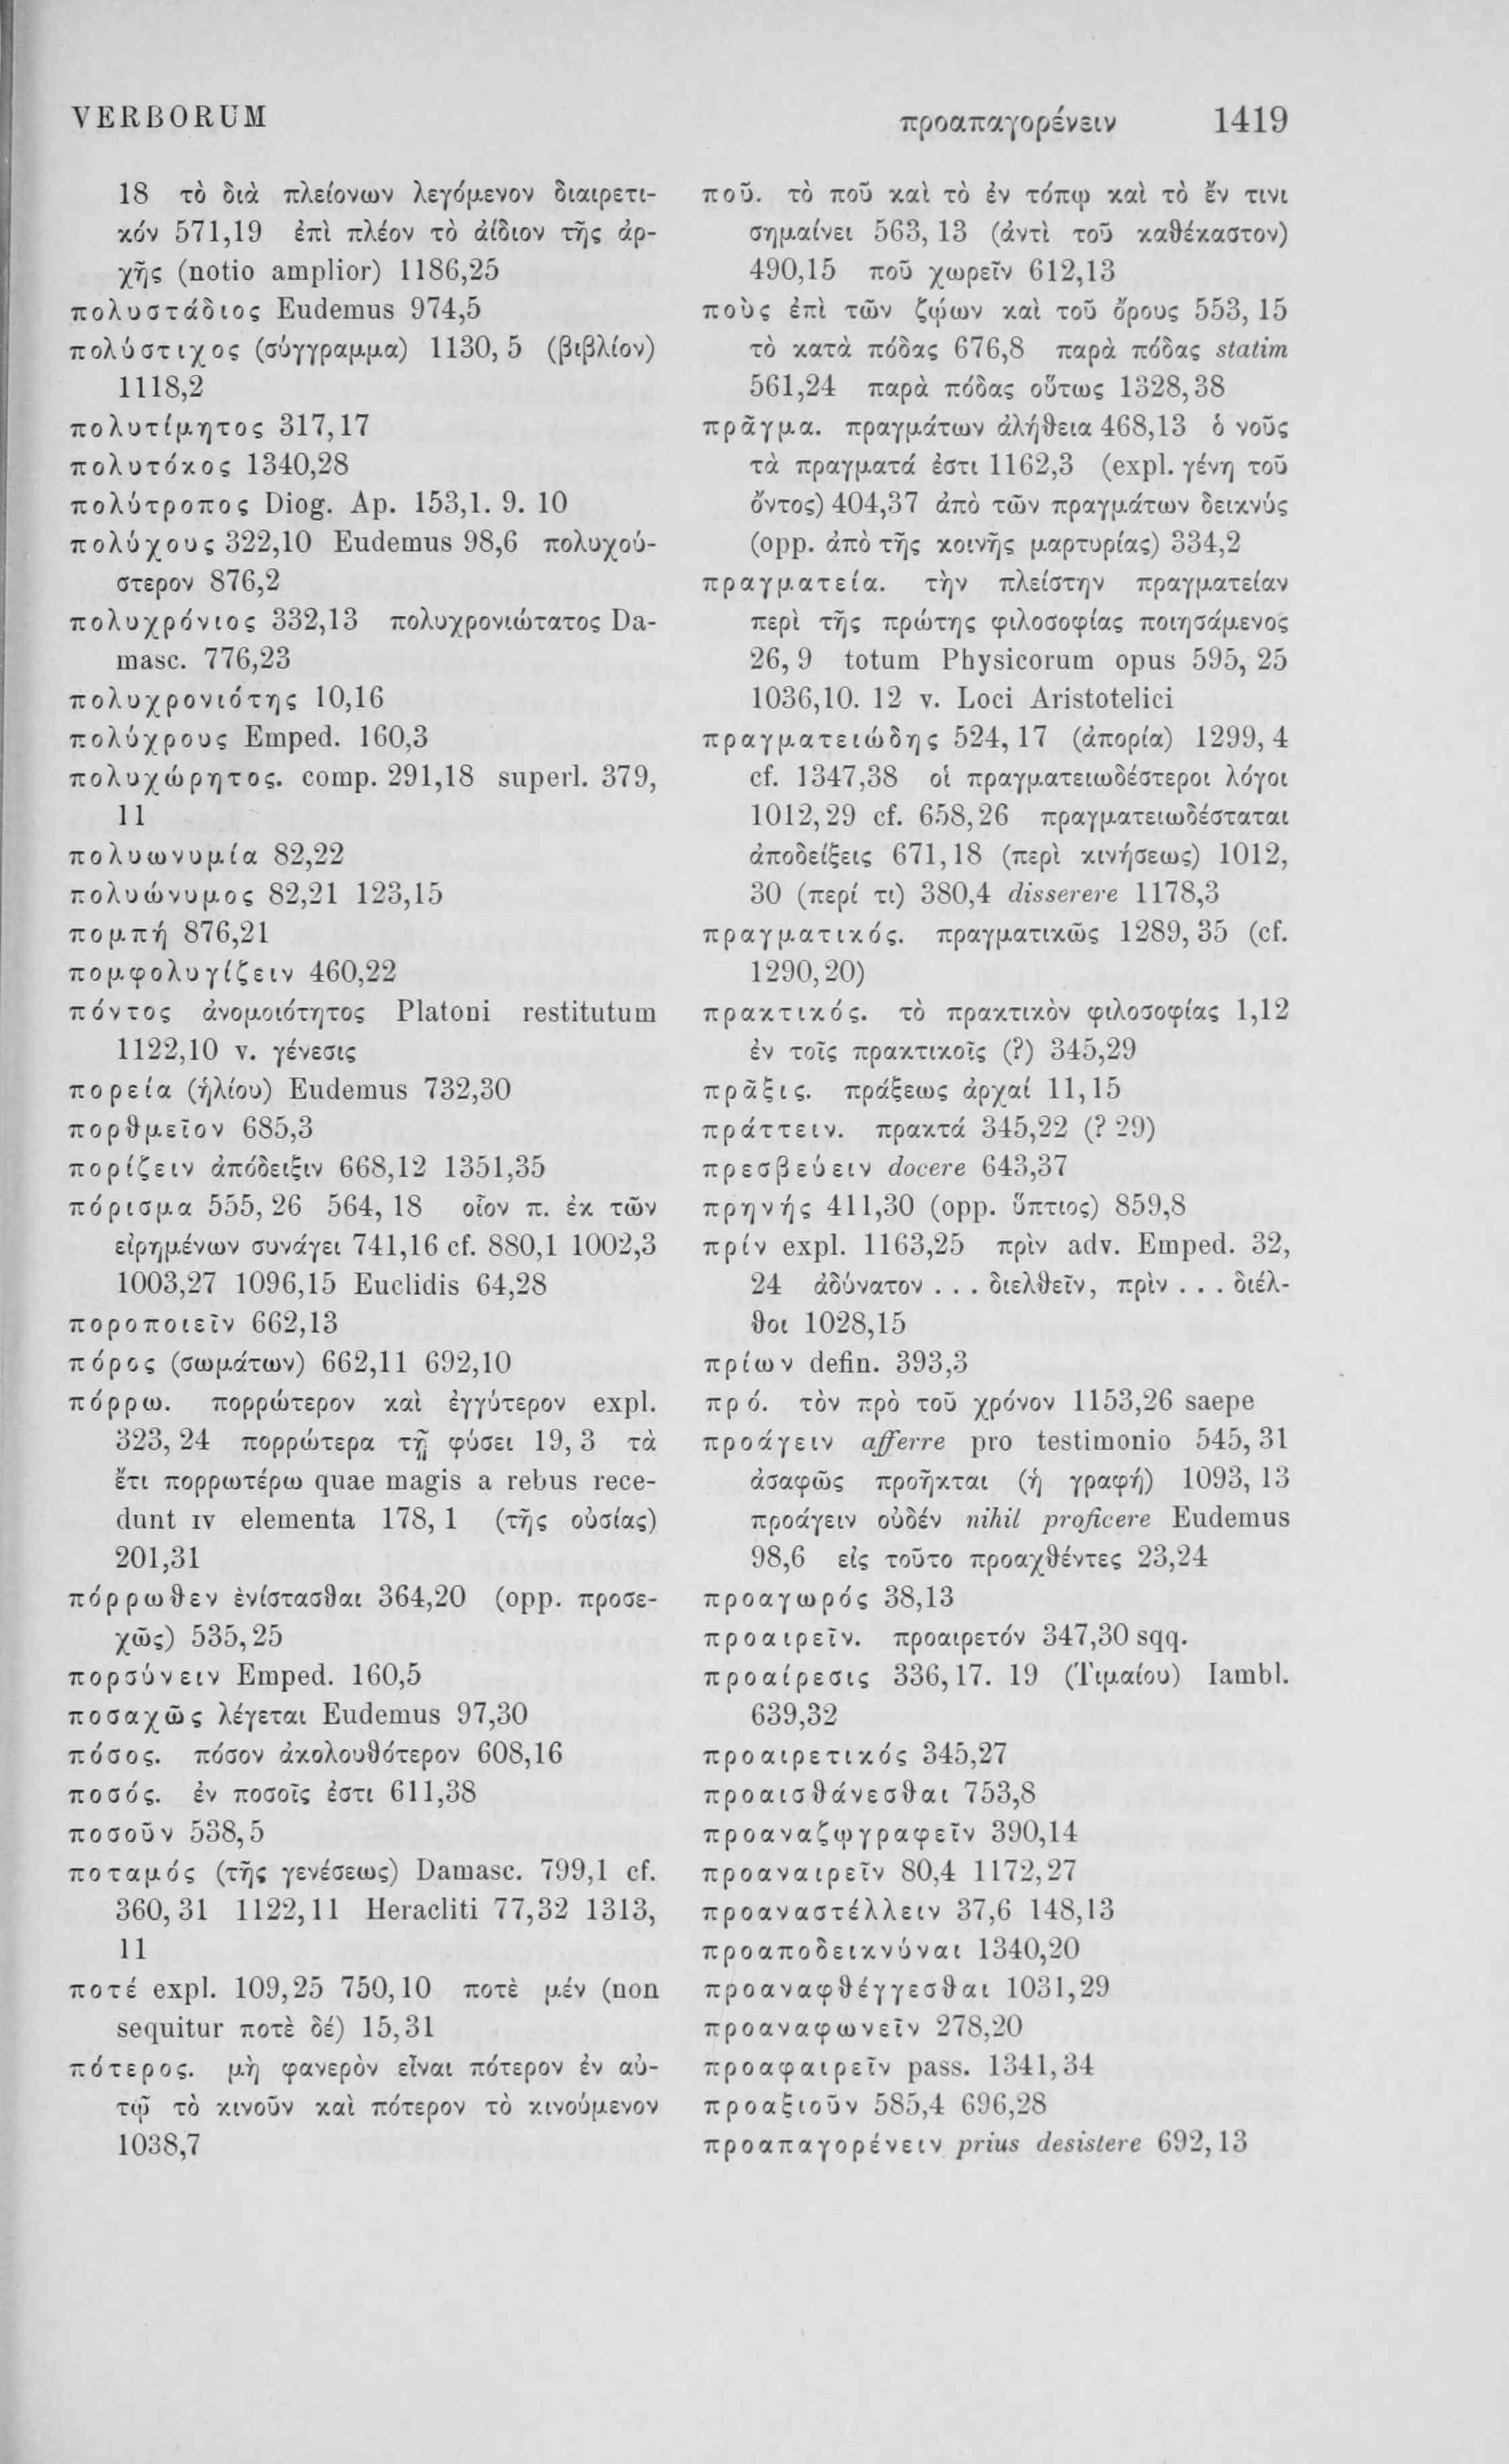 VERBORUM
προαπαγορένειν 1419
18 τὸ διὰ πλείονων λεγόμενον διαιρετι-
κόν 571,19 ἐπὶ πλέον τὸ ἀίδιον τῆς ἀρ-
χῆς (notio amplior) 1186,25
πολυστάδιος Eudemus 974,5
πολύστιχος (σύγγραμμα) 1130, 5 (βιβλίον)
1118,2
πολυτίμητος 317,17
πολυτόκος 1340,28
πολύτροπος Diog. Ap. 153,1. 9. 10
πολύχους 322,10 Eudemus 98,6 πολυχού-
στερον 876,2
πολυχρόνιος 332,13 πολυχρονιώτατος Da-
masc. 776,23
πολυχρονιότης 10,16
πολύχρους Emped. 160,3
πολυχώρητος. comp. 291,18 superl. 379,
11
πολυωνυμία 82,22
πολυώνυμος 82,21 123,15
πομπή 876,21
πομφολυγίζειν 460,22
πόντος ἀνομοιότητος Platoni restitutum
1122,10 v. γένεσις
πορεία (ἡλίου) Eudemus 732,30
πορθμεῖον 685,3
πορίζειν ἀπόδειξιν 668,12 1351,35
πόρισμα 555, 26 564, 18 οἷον π. ἐκ τῶν
εἰρημένων συνάγει 741,16 cf. 880,1 1002,3
1003,27 1096,15 Euclidis 64,28
ποροποιεῖν 662,13
πόρος (σωμάτων) 662,11 692,10
πόρρω. πορρώτερον καὶ ἐγγύτερον expl.
323, 24 πορρώτερα τῇ φύσει 19, 3 τὰ
ἔτι πορρωτέρω quae magis a rebus rece-
dunt IV elementa 178, 1 (τῆς οὐσίας)
201,31
πόρρωθεν ἐνίστασθαι 364,20 (opp. προσε-
χῶς) 535,25
πορσύνειν Emped. 160,5
ποσαχῶς λέγεται Eudemus 97,30
πόσος. πόσον ἀκολουθότερον 608,16
ποσός. ἐν ποσοῖς ἐστι 611,38
ποσοῦν 538,5
ποταμός (τῆς γενέσεως) Damasc. 799,1 cf.
360,31 1122,11 Heracliti 77,32 1313,
11
ποτέ expl. 109,25 750,10 ποτὲ μέν (non
sequitur ποτὲ δέ) 15,31
πότερος. μὴ φανερὸν εἶναι πότερον ἐν αὑ-
τῷ τὸ κινοῦν καὶ πότερον τὸ κινούμενον
1038,7
ποῦ. τὸ ποῦ καὶ τὸ ἐν τόπῳ καὶ τὸ ἔν τινι
σημαίνει 563, 13 (ἀντὶ τοῦ καθέκαστον)
490,15 ποῦ χωρεῖν 612,13
ποὺς ἐπὶ τῶν ζῴων καὶ τοῦ ὄρους 553, 15
τὸ κατὰ πόδας 676,8 παρὰ πόδας statim
561,24 παρὰ πόδας οὕτως 1328,38
πρᾶγμα. πραγμάτων ἀλήθεια 468,13 ὁ νοῦς
τὰ πραγματά ἐστι 1162,3 (expl. γένη τοῦ
ὄντος) 404,37 ἀπὸ τῶν πραγμάτων δεικνύς
(opp. ἀπὸ τῆς κοινῆς μαρτυρίας) 334,2
πραγματεία. τὴν πλείστην πραγματείαν
περὶ τῆς πρώτης φιλοσοφίας ποιησάμενος
26, 9 totum Physicorum opus 595, 25
1036,10. 12 v. Loci Aristotelici
πραγματειώδης 524, 17 (ἀπορία) 1299, 4
cf. 1347,38 οἱ πραγματειωδέστεροι λόγοι
1012,29 cf. 658,26 πραγματειωδέσταται
ἀποδείξεις 671,18 (περὶ κινήσεως) 1012,
30 (περί τι) 380,4 disserere 1178,3
πραγματικός. πραγματικῶς 1289, 35 (cf.
1290,20)
πρακτικός. τὸ πρακτικὸν φιλοσοφίας 1,12
ἐν τοῖς πρακτικοῖς (?) 345,29
πρᾶξις. πράξεως ἀρχαί 11,15
πράττειν. πρακτά 345,22 (? 29)
πρεσβεύειν docere 643,37
πρηνής 411,30 (opp. ὕπτιος) 859,8
πρίν expl. 1163,25 πρὶν adv. Emped. 32,
24 ἀδύνατον . . . διελθεῖν, πρὶν . . . διέλ-
θοι 1028,15
πρίων defin. 393,3
πρό. τὸν πρὸ τοῦ χρόνον 1153,26 saepe
προάγειν afferre pro testimonio 545, 31
ἀσαφῶς προῆκται (ἡ γραφή) 1093, 13
προάγειν οὐδέν nihil proficere Eudemus
98,6 εἰς τοῦτο προαχθέντες 23,24
προαγωρός 38,13
προαιρεῖν. προαιρετόν 347,30 sqq.
προαίρεσις 336,17. 19 (Τιμαίου) Iambl.
639,32
προαιρετικός 345,27
προαισθάνεσθαι 753,8
προαναζῳγραφεῖν 390,14
προαναιρεῖν 80,4 1172,27
προαναστέλλειν 37,6 148,13
προαποδεικνύναι 1340,20
προαναφθέγγεσθαι 1031,29
προαναφωνεῖν 278,20
προαφαιρεῖν pass. 1341,34
προαξιοῦν 585,4 696,28
προαπαγορένειν prius desistere 692,13